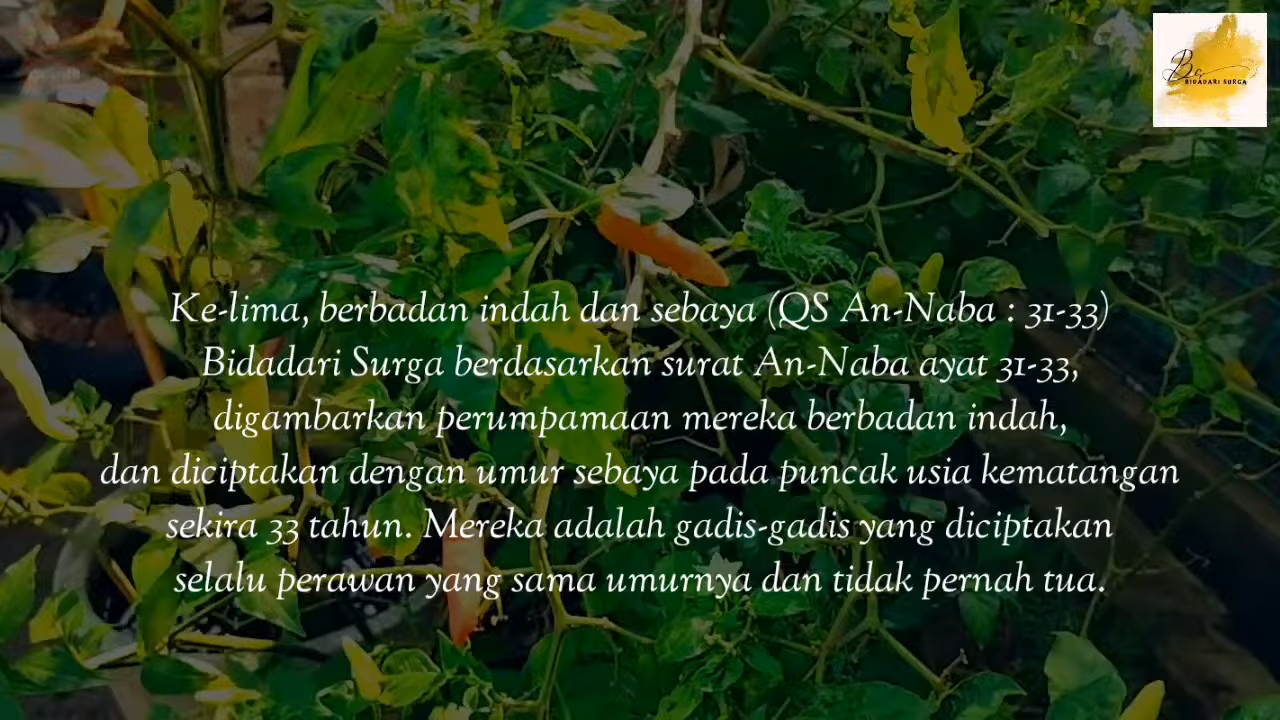 Bs
BIDADARI SURGA
Ke-lima, berbadan indah dan sebaya (QS An-Naba : 31-33)
Bidadari Surga berdasarkan surat An-Naba ayat 31-33,
digambarkan perumpamaan mereka berbadan indah,
dan diciptakan dengan umur sebaya pada puncak usia kematangan
sekira 33 tahun. Mereka adalah gadis-gadis yang diciptakan
selalu perawan yang sama umurnya dan tidak pernah tua.